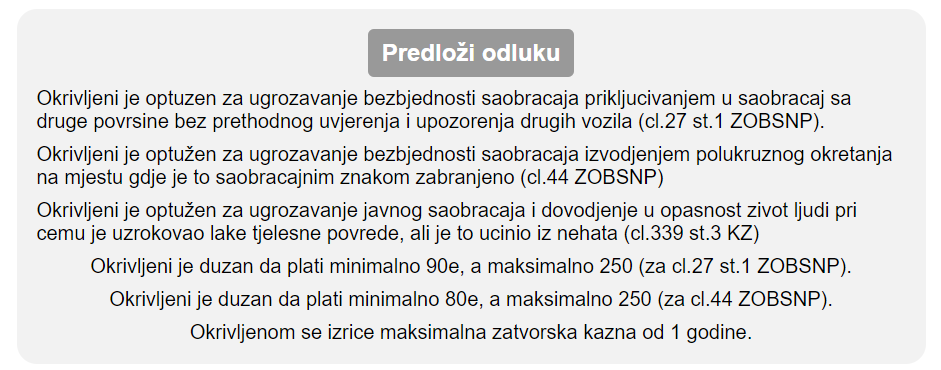 Predloži odluku
Okrivljeni je optuzen za ugrozavanje bezbjednosti saobracaja prikljucivanjem u saobracaj sa
druge povrsine bez prethodnog uvjerenja i upozorenja drugih vozila (cl.27 st.1 ZOBSNP).
Okrivljeni je optužen za ugrozavanje bezbjednosti saobracaja izvodjenjem polukruznog okretanja
na mjestu gdje je to saobracajnim znakom zabranjeno (cl.44 ZOBSNP)
Okrivljeni je optužen za ugrozavanje javnog saobracaja i dovodjenje u opasnost zivot ljudi pri
cemu je uzrokovao lake tjelesne povrede, ali je to ucinio iz nehata (cl.339 st.3 KZ)
Okrivljeni je duzan da plati minimalno 90e, a maksimalno 250 (za cl.27 st.1 ZOBSNP).
Okrivljeni je duzan da plati minimalno 80e, a maksimalno 250 (za cl.44 ZOBSNP).
Okrivljenom se izrice maksimalna zatvorska kazna od 1 godine.